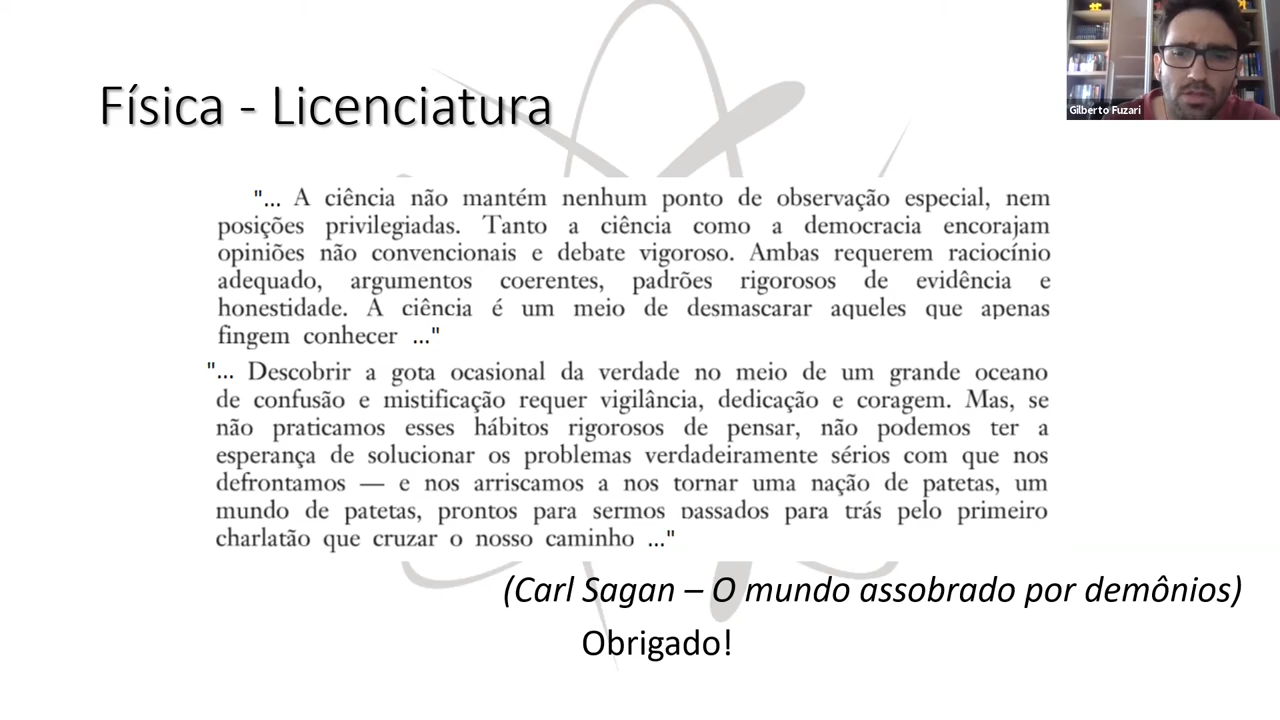 Física - Licenciatura
Gilberto Fuzari
"... A ciência não mantém nenhum ponto de observação especial, nem
posições privilegiadas. Tanto a ciência como a democracia encorajam
opiniões não convencionais e debate vigoroso. Ambas requerem raciocínio
adequado, argumentos coerentes, padrões rigorosos de evidência e
honestidade. A ciência é um meio de desmascarar aqueles que apenas
fingem conhecer ..."
"... Descobrir a gota ocasional da verdade no meio de um grande oceano
de confusão e mistificação requer vigilância, dedicação e coragem. Mas, se
não praticamos esses hábitos rigorosos de pensar, não podemos ter a
esperança de solucionar os problemas verdadeiramente sérios com que nos
defrontamos — e nos arriscamos a nos tornar uma nação de patetas, um
mundo de patetas, prontos para sermos passados para trás pelo primeiro
charlatão que cruzar o nosso caminho ..."
(Carl Sagan – O mundo assobrado por demônios)
Obrigado!